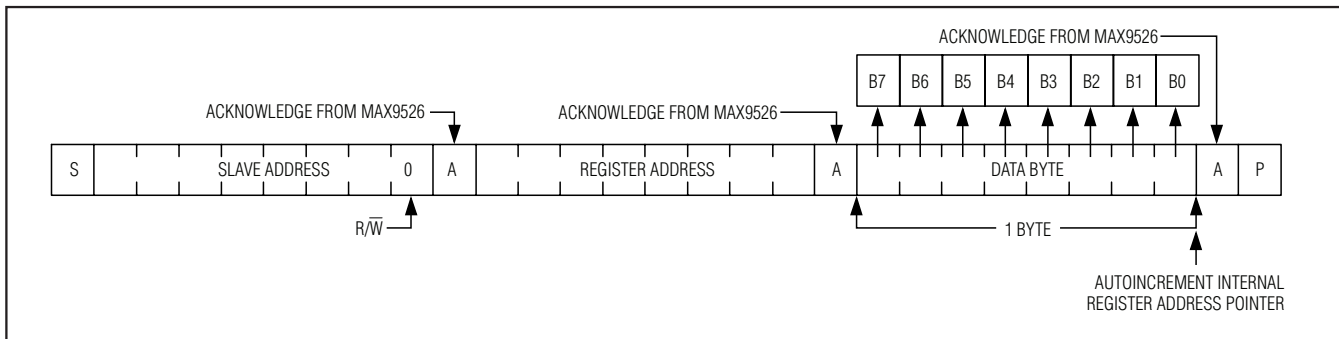 ACKNOWLEDGE FROM MAX9526
B7 B6 B5 B4 B3 B2 B1 B0
ACKNOWLEDGE FROM MAX9526
ACKNOWLEDGE FROM MAX9526
S SLAVE ADDRESS 0 A REGISTER ADDRESS A DATA BYTE A P
R/W̅
1 BYTE
AUTOINCREMENT INTERNAL
REGISTER ADDRESS POINTER